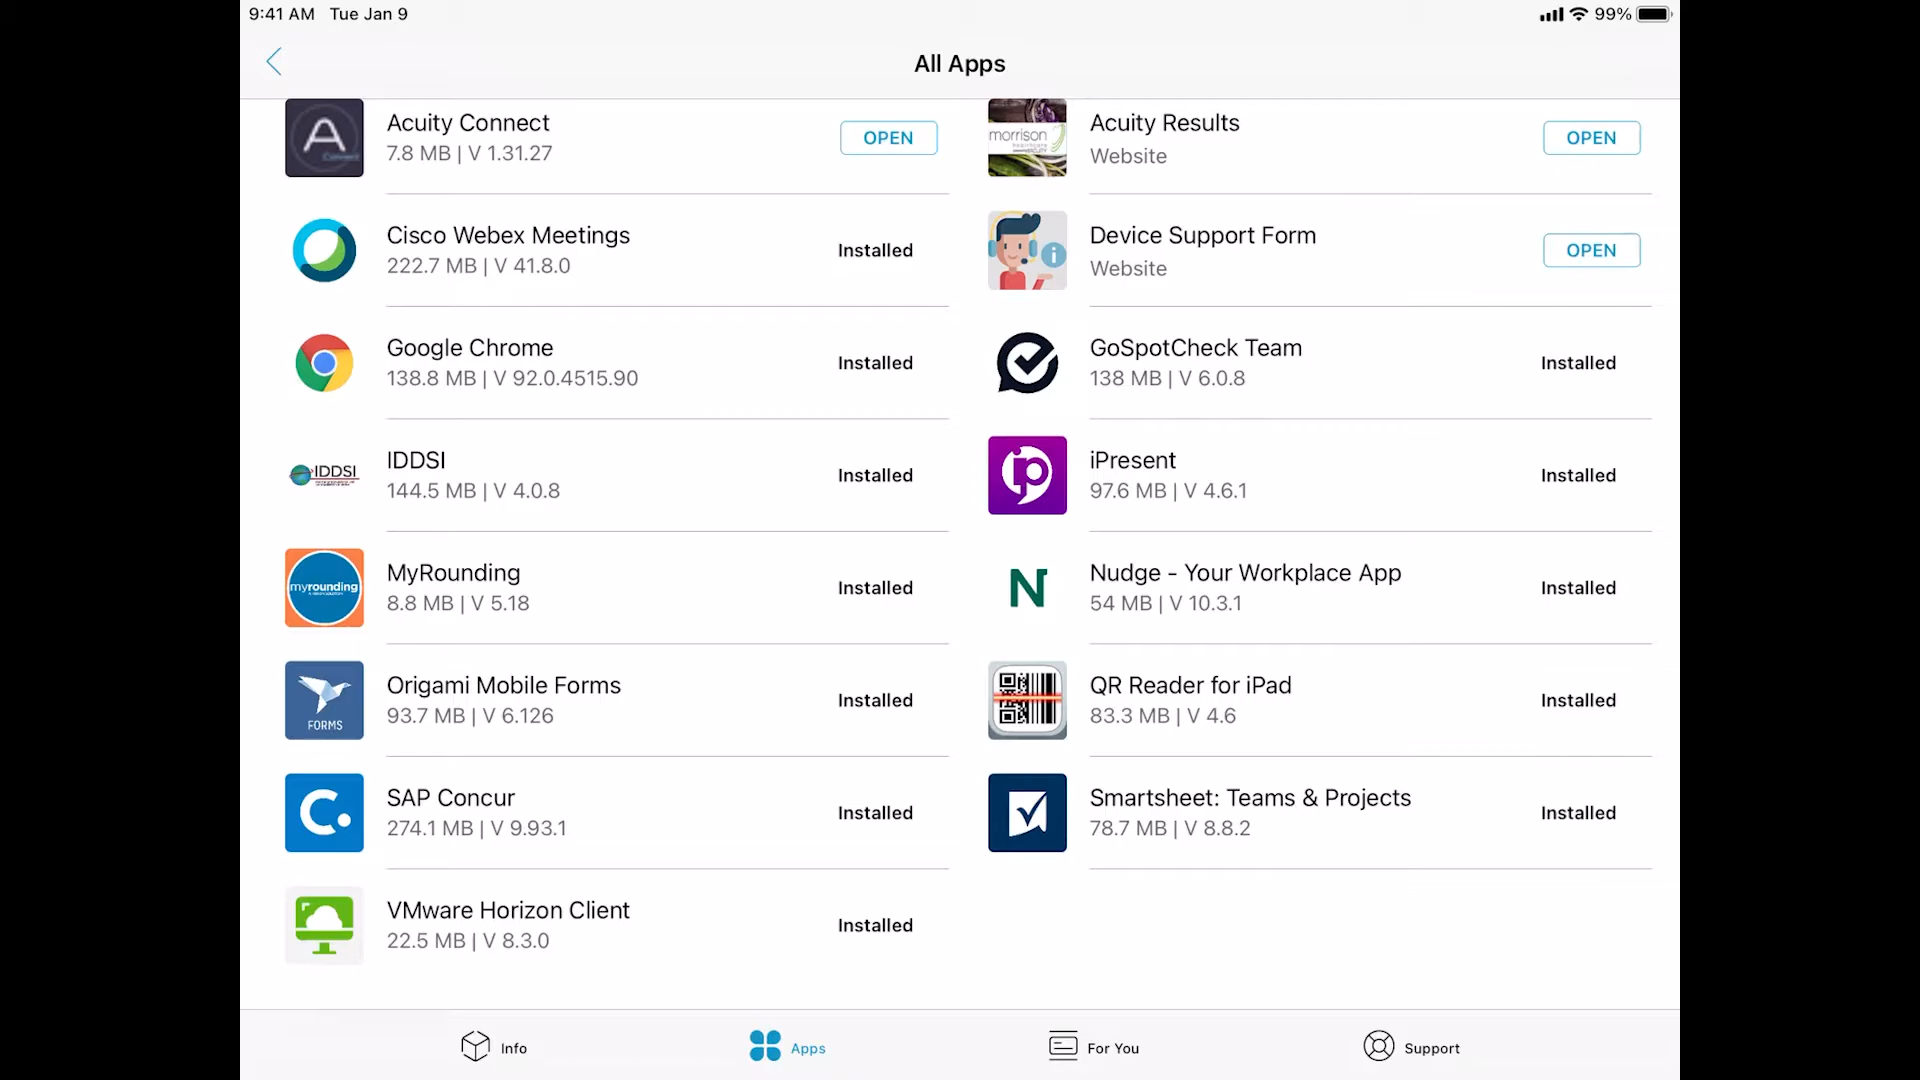 9:41 AM Tue Jan 9
99%
All Apps
Acuity Connect
7.8 MB | V 1.31.27
OPEN
morrison
healthcare
Acuity Results
Website
OPEN
Cisco Webex Meetings
222.7 MB | V 41.8.0
Installed
Device Support Form
Website
OPEN
Google Chrome
138.8 MB | V 92.0.4515.90
Installed
GoSpotCheck Team
138 MB | V 6.0.8
Installed
IDDSI
IDDSI
144.5 MB | V 4.0.8
Installed
ip
iPresent
97.6 MB | V 4.6.1
Installed
myrounding
MyRounding
8.8 MB | V 5.18
Installed
N
Nudge - Your Workplace App
54 MB | V 10.3.1
Installed
FORMS
Origami Mobile Forms
93.7 MB | V 6.126
Installed
QR Reader for iPad
83.3 MB | V 4.6
Installed
SAP Concur
274.1 MB | V 9.93.1
Installed
Smartsheet: Teams & Projects
78.7 MB | V 8.8.2
Installed
VMware Horizon Client
22.5 MB | V 8.3.0
Installed
Info
Apps
For You
Support